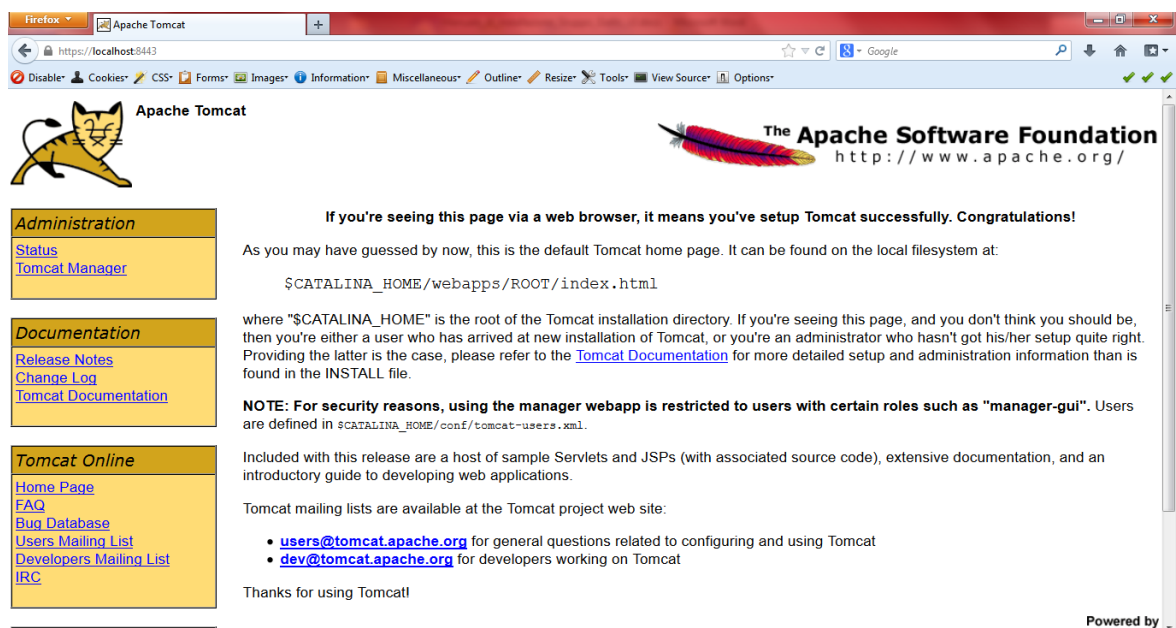 Firefox
Apache Tomcat
https://localhost:8443
Google
Disable Cookies CSS Forms Images Information Miscellaneous Outline Resize Tools View Source Options
Apache Tomcat
The Apache Software Foundation
http://www.apache.org/
Administration
Status
Tomcat Manager
Documentation
Release Notes
Change Log
Tomcat Documentation
Tomcat Online
Home Page
FAQ
Bug Database
Users Mailing List
Developers Mailing List
IRC
If you're seeing this page via a web browser, it means you've setup Tomcat successfully. Congratulations!
As you may have guessed by now, this is the default Tomcat home page. It can be found on the local filesystem at:
$CATALINA_HOME/webapps/ROOT/index.html
where "$CATALINA_HOME" is the root of the Tomcat installation directory. If you're seeing this page, and you don't think you should be,
then you're either a user who has arrived at new installation of Tomcat, or you're an administrator who hasn't got his/her setup quite right.
Providing the latter is the case, please refer to the Tomcat Documentation for more detailed setup and administration information than is
found in the INSTALL file.
NOTE: For security reasons, using the manager webapp is restricted to users with certain roles such as "manager-gui". Users
are defined in $CATALINA_HOME/conf/tomcat-users.xml.
Included with this release are a host of sample Servlets and JSPs (with associated source code), extensive documentation, and an
introductory guide to developing web applications.
Tomcat mailing lists are available at the Tomcat project web site:
• users@tomcat.apache.org for general questions related to configuring and using Tomcat
• dev@tomcat.apache.org for developers working on Tomcat
Thanks for using Tomcat!
Powered by